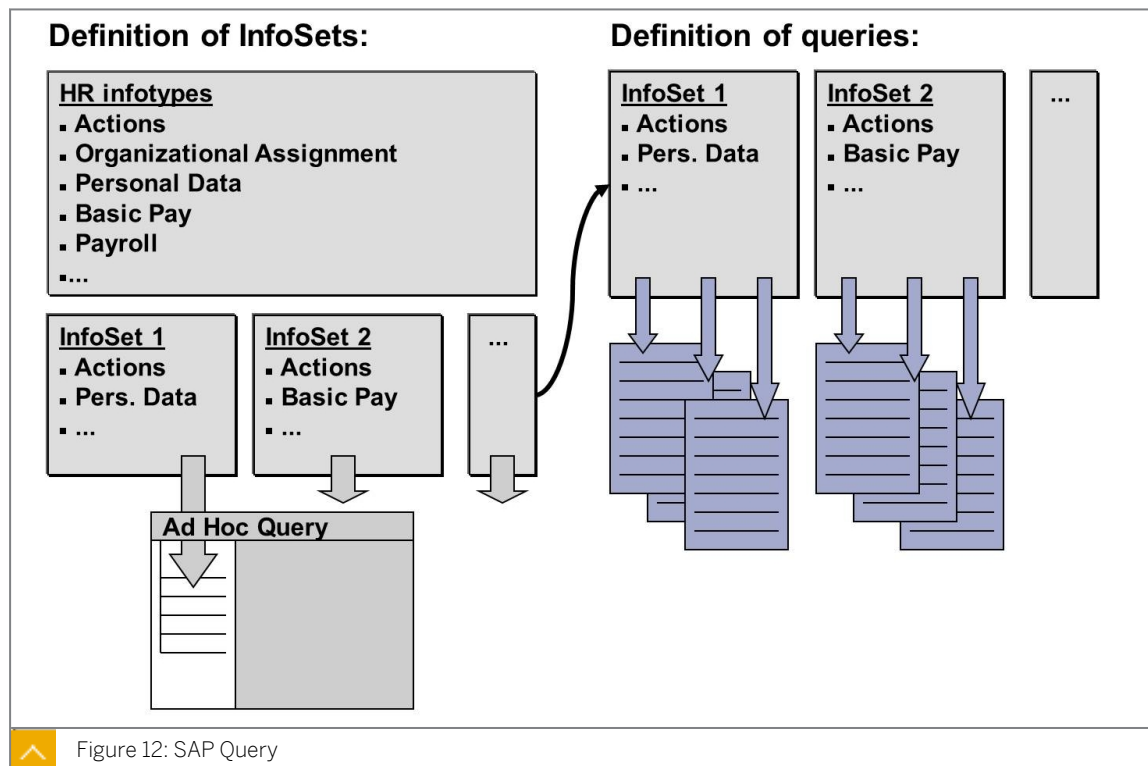 Definition of InfoSets:
HR infotypes
▪ Actions
▪ Organizational Assignment
▪ Personal Data
▪ Basic Pay
▪ Payroll
▪...
InfoSet 1
▪ Actions
▪ Pers. Data
▪ ...
InfoSet 2
▪ Actions
▪ Basic Pay
▪ ...
...
Ad Hoc Query
Definition of queries:
InfoSet 1
▪ Actions
▪ Pers. Data
▪ ...
InfoSet 2
▪ Actions
▪ Basic Pay
▪ ...
...
Figure 12: SAP Query